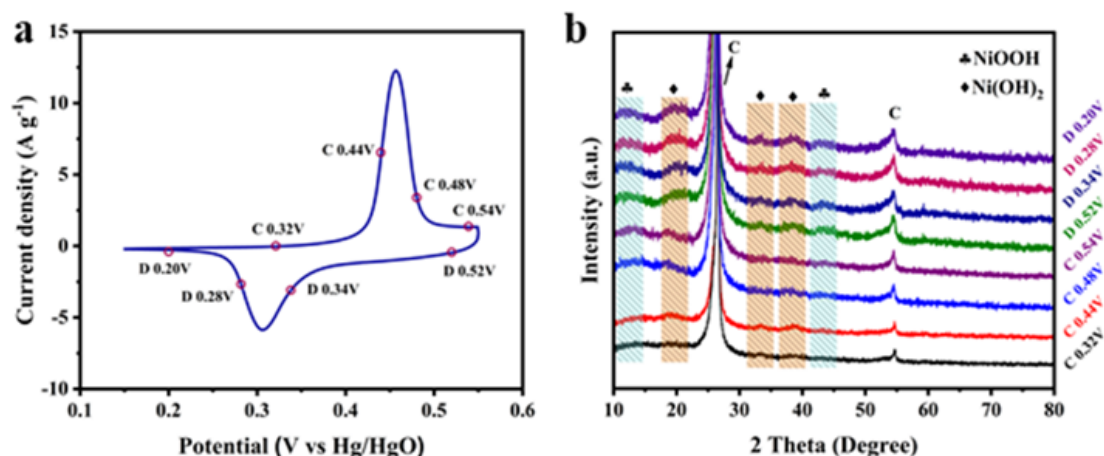 a
15
10
5
0
-5
-10
Current density (A g⁻¹)
C 0.44V
C 0.48V
C 0.54V
C 0.32V
D 0.20V
D 0.28V
D 0.34V
D 0.52V
0.2 0.3 0.4 0.5 0.6
Potential (V vs Hg/HgO)
b
Intensity (a.u.)
C
♣ NiOOH
♦ Ni(OH)₂
♣ ♦ ♦ ♦ ♣
C
D 0.20V
D 0.28V
D 0.34V
D 0.52V
C 0.54V
C 0.48V
C 0.44V
C 0.32V
10 20 30 40 50 60 70 80
2 Theta (Degree)